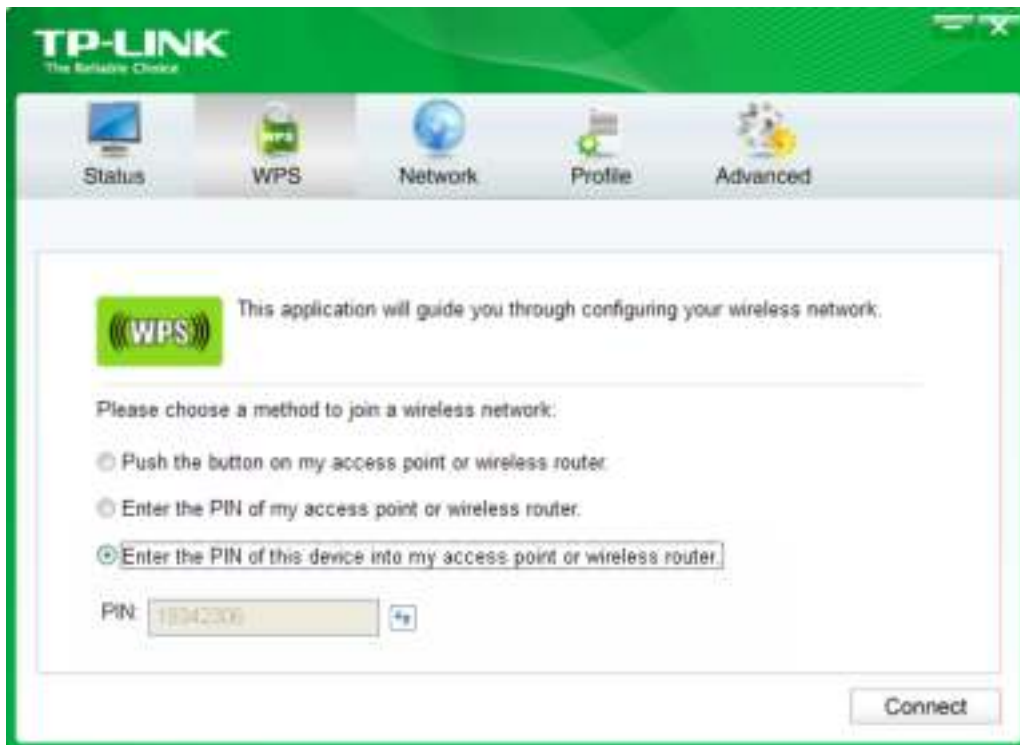 TP-LINK
The Reliable Choice
Status WPS Network Profile Advanced
WPS
WPS
This application will guide you through configuring your wireless network.
Please choose a method to join a wireless network:
Push the button on my access point or wireless router.
Enter the PIN of my access point or wireless router.
Enter the PIN of this device into my access point or wireless router.
PIN:
Connect